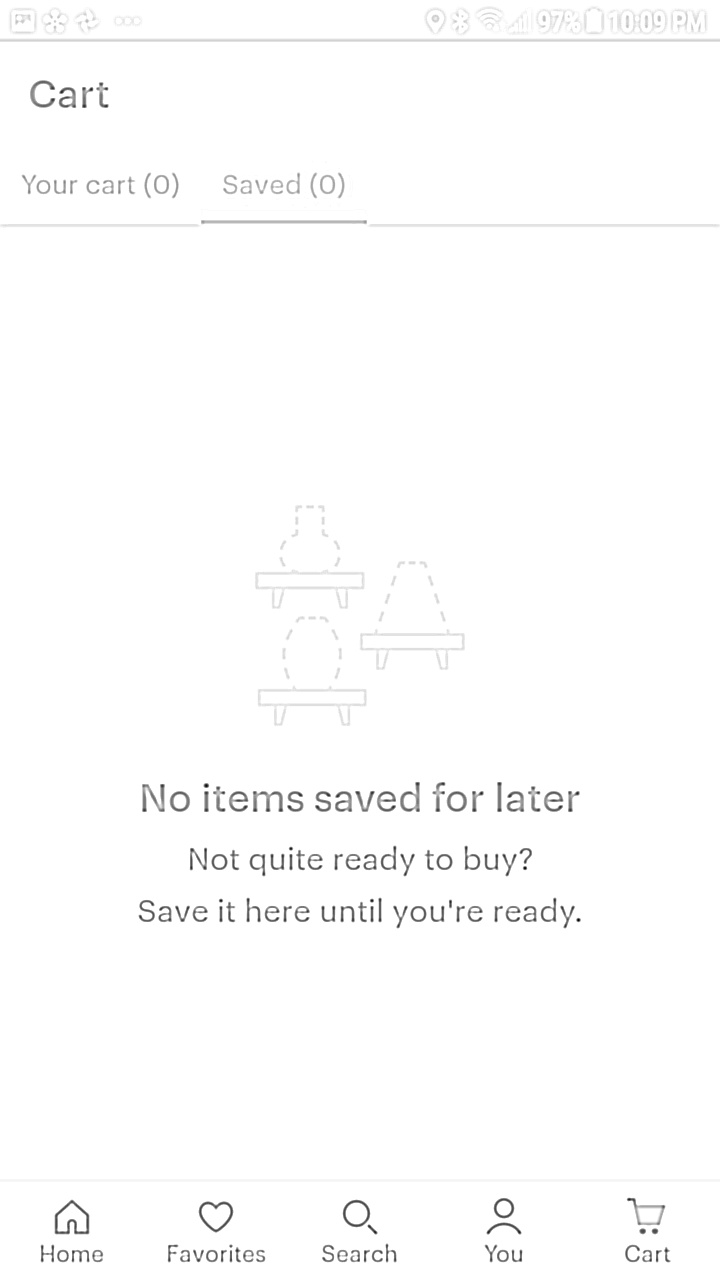 97% 10:09 PM
Cart
Your cart (0) Saved (0)
No items saved for later
Not quite ready to buy?
Save it here until you're ready.
Home Favorites Search You Cart